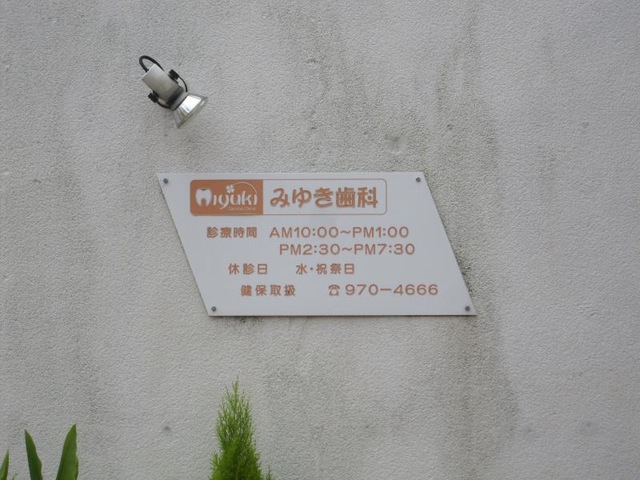 Miyuki みゆき歯科
診療時間 AM10:00〜PM1:00
PM2:30〜PM7:30
休診日 水・祝祭日
健保取扱 ☎970-4666